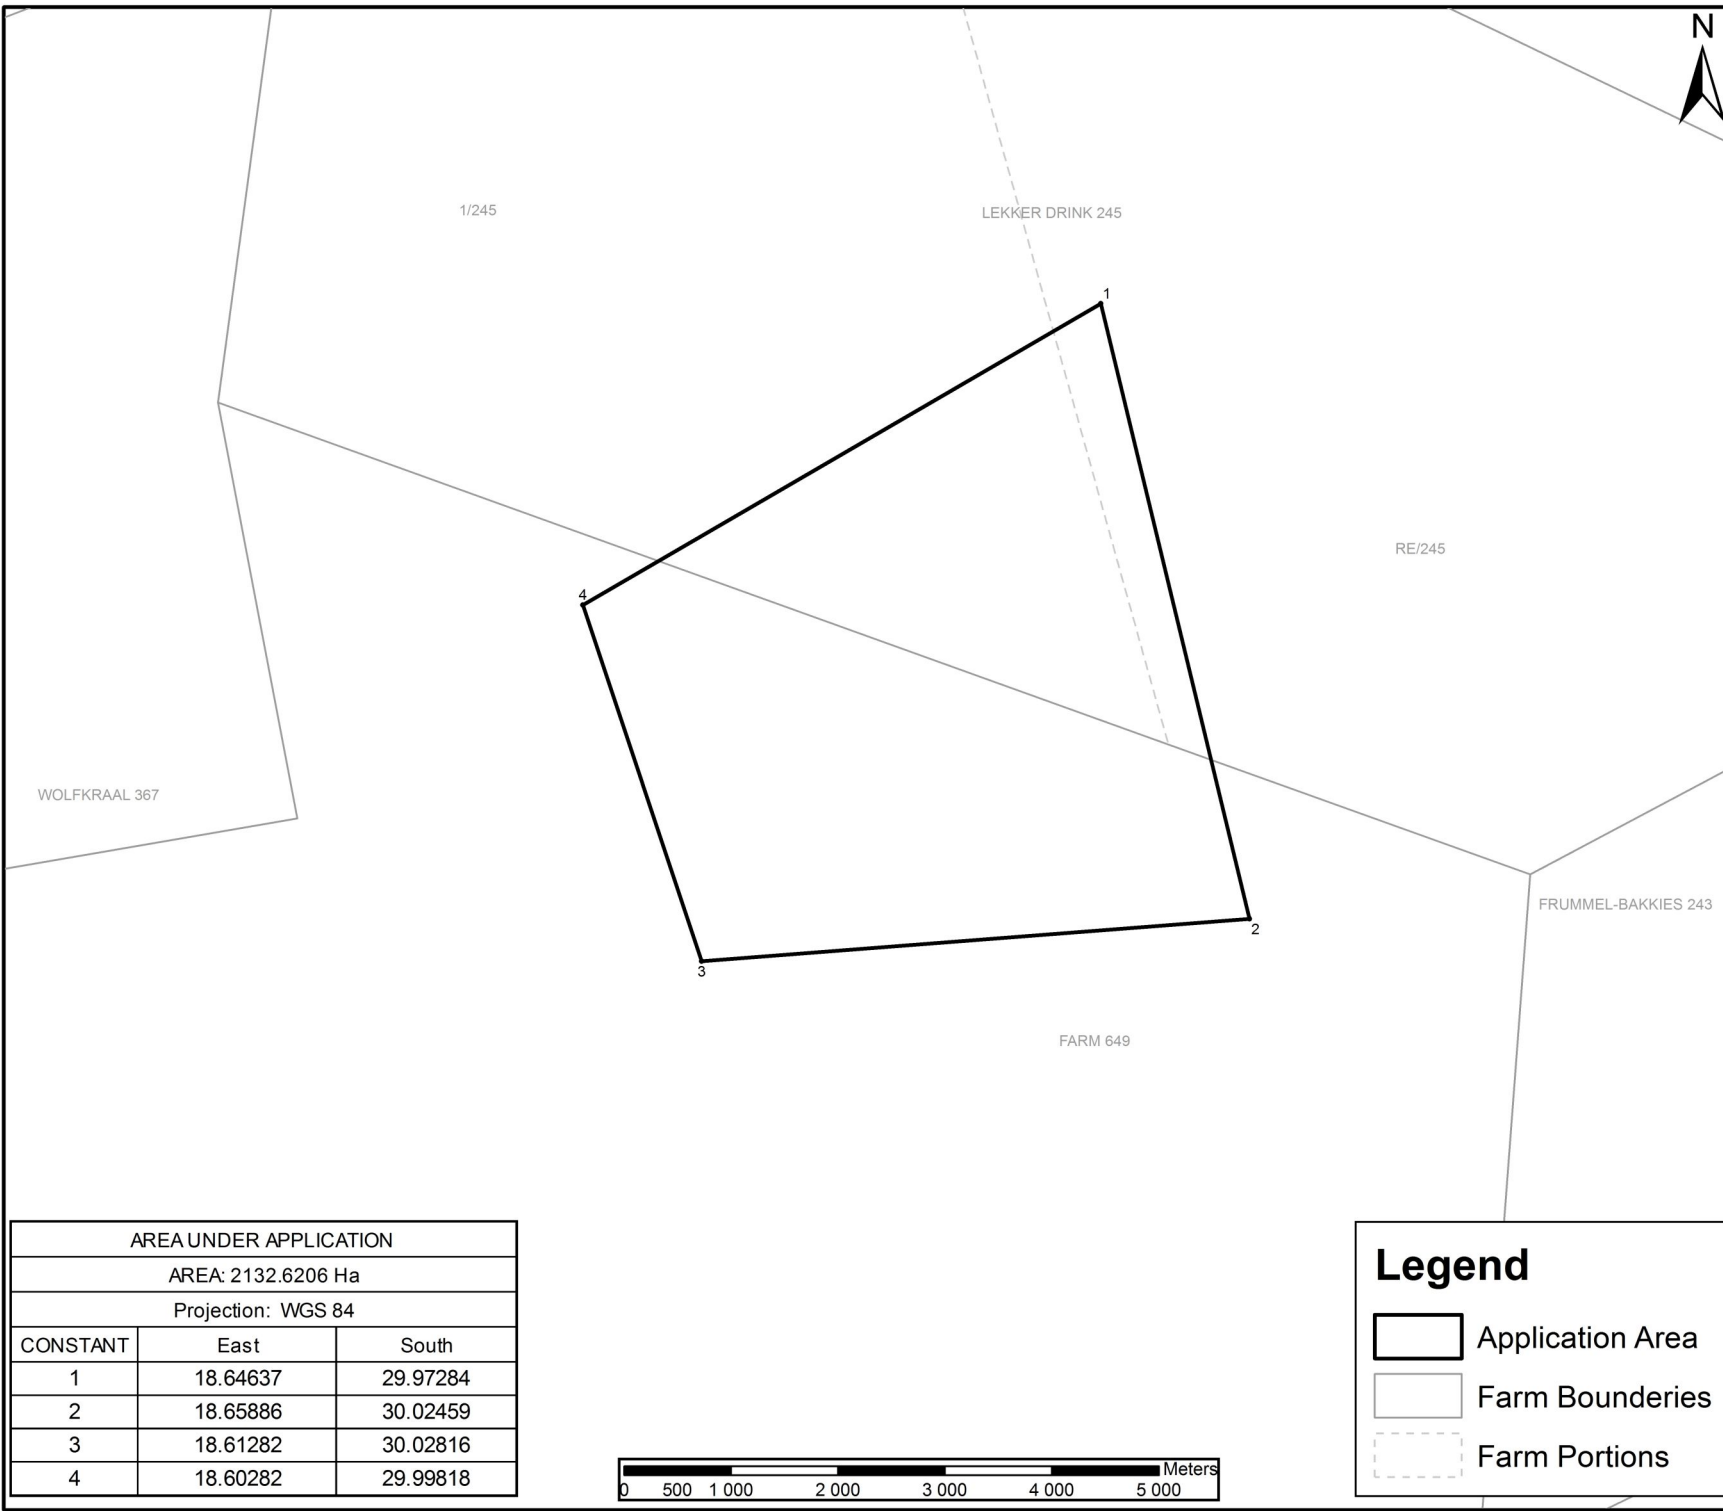 N
1/245
LEKKER DRINK 245
1
RE/245
4
WOLFKRAAL 367
FRUMMEL-BAKKIES 243
2
3
FARM 649
AREA UNDER APPLICATION
AREA: 2132.6206 Ha
Projection: WGS 84
CONSTANT East South
1 18.64637 29.97284
2 18.65886 30.02459
3 18.61282 30.02816
4 18.60282 29.99818
Meters
0 500 1 000 2 000 3 000 4 000 5 000
Legend
Application Area
Farm Bounderies
Farm Portions